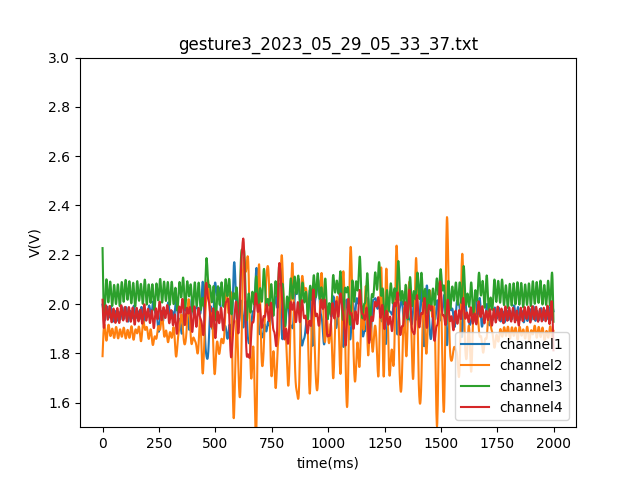 gesture3_2023_05_29_05_33_37.txt
3.0
2.8
2.6
2.4
2.2
2.0
1.8
1.6
V(V)
channel1
channel2
channel3
channel4
0 250 500 750 1000 1250 1500 1750 2000
time(ms)